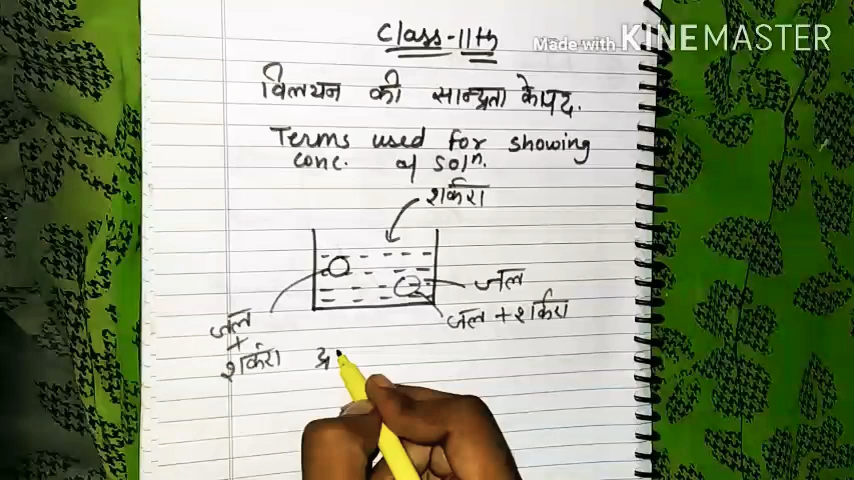 Class-11th
Made with KINEMASTER
विलयन की सान्द्रता के पद.
Terms used for showing
conc. of solⁿ.
शर्करा
जल
जल + शर्करा
जल
+
शर्करा